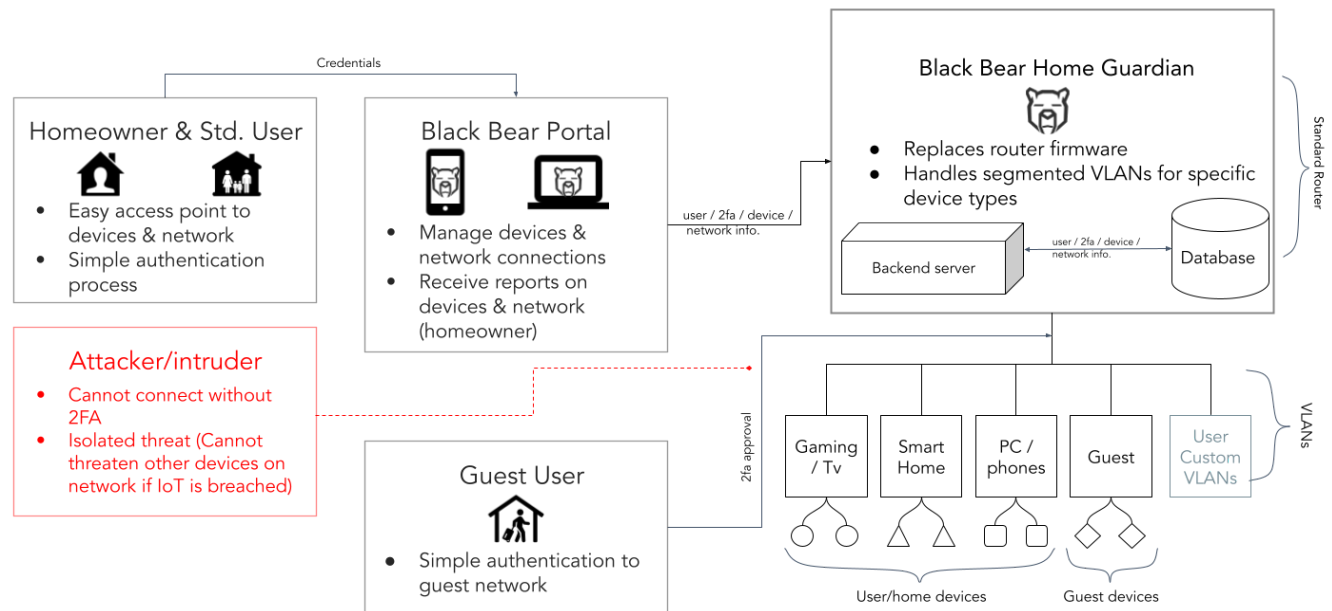 Credentials
Homeowner & Std. User
• Easy access point to
devices & network
• Simple authentication
process
Black Bear Portal
• Manage devices &
network connections
• Receive reports on
devices & network
(homeowner)
user / 2fa / device /
network info.
Black Bear Home Guardian
• Replaces router firmware
• Handles segmented VLANs for specific
device types
Backend server
user / 2fa / device /
network info.
Database
Standard Router
Attacker/intruder
• Cannot connect without
2FA
• Isolated threat (Cannot
threaten other devices on
network if IoT is breached)
Guest User
• Simple authentication to
guest network
2fa approval
Gaming
/ Tv
Smart
Home
PC /
phones
Guest
User
Custom
VLANs
VLANs
User/home devices
Guest devices